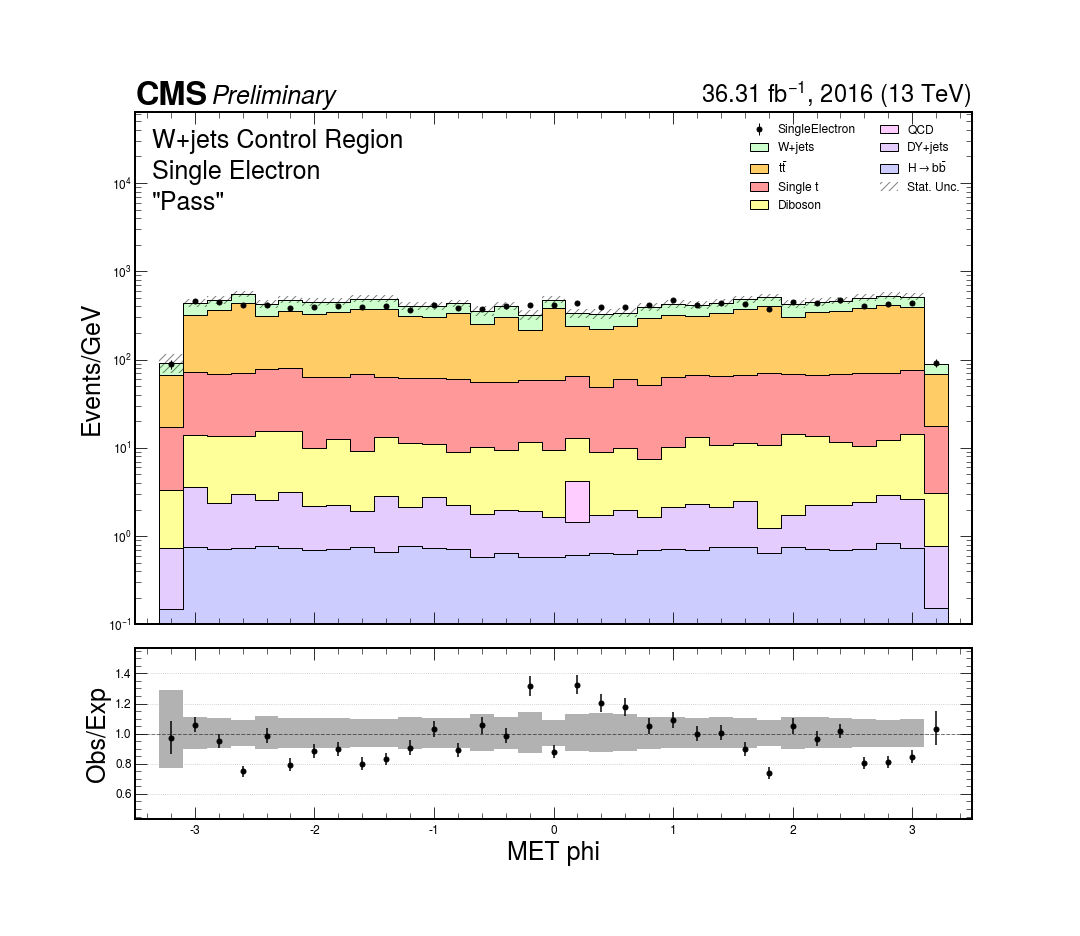 CMS Preliminary
36.31 fb⁻¹, 2016 (13 TeV)
W+jets Control Region
Single Electron
"Pass"
SingleElectron
W+jets
tt̄
Single t
Diboson
QCD
DY+jets
H→bb̄
Stat. Unc.
Events/GeV
10⁴
10³
10²
10¹
10⁰
10⁻¹
Obs/Exp
1.4
1.2
1.0
0.8
0.6
-3 -2 -1 0 1 2 3
MET phi